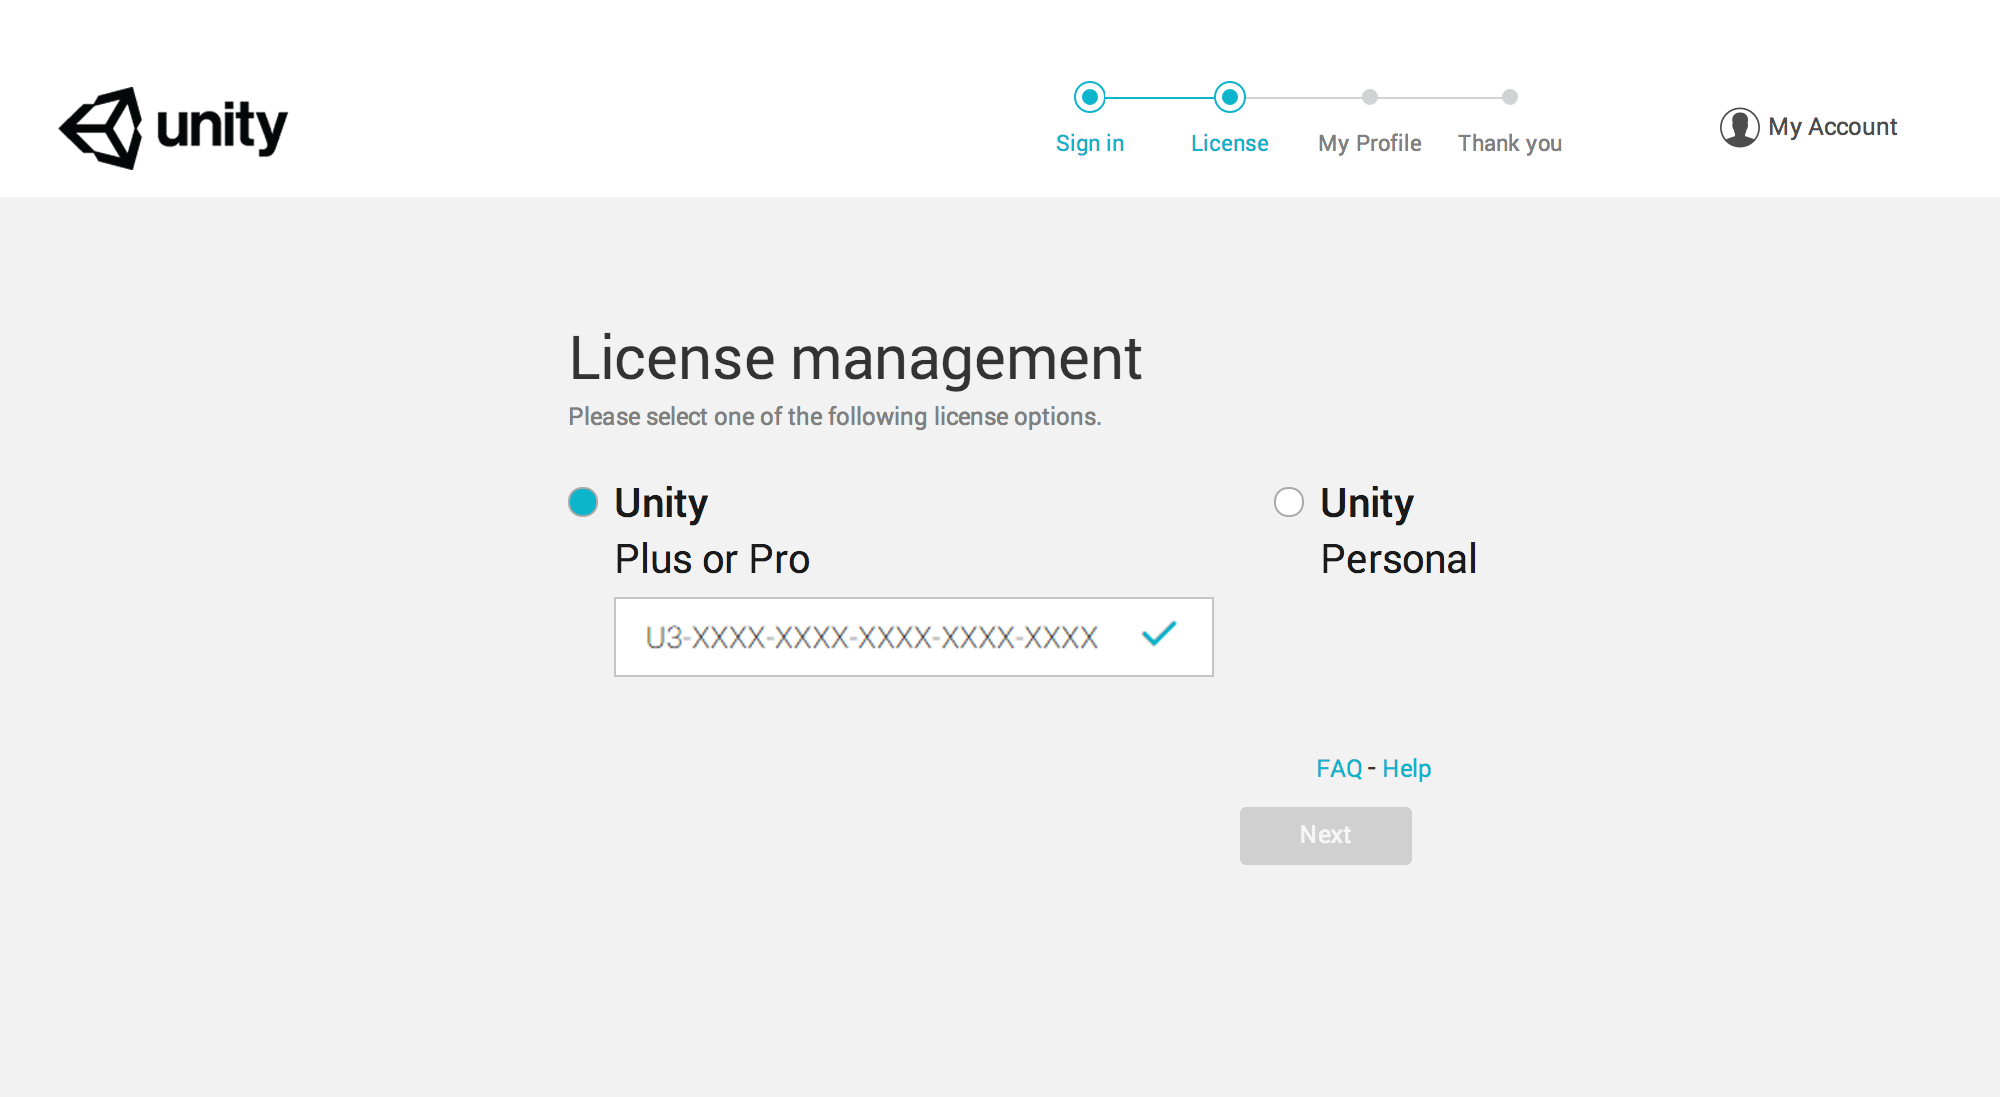 unity
Sign in
License
My Profile
Thank you
My Account
License management
Please select one of the following license options.
Unity
Plus or Pro
Unity
Personal
U3-XXXX-XXXX-XXXX-XXXX-XXXX
FAQ - Help
Next